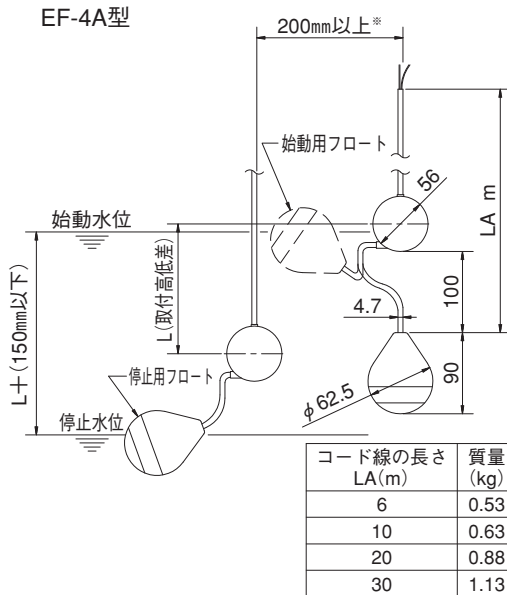 EF-4A型
200mm以上※
始動用フロート
56
LA m
始動水位
L(取付高低差)
L+(150mm以下)
100
4.7
90
停止用フロート
φ62.5
停止水位
コード線の長さ 質量
LA(m) (kg)
6 0.53
10 0.63
20 0.88
30 1.13